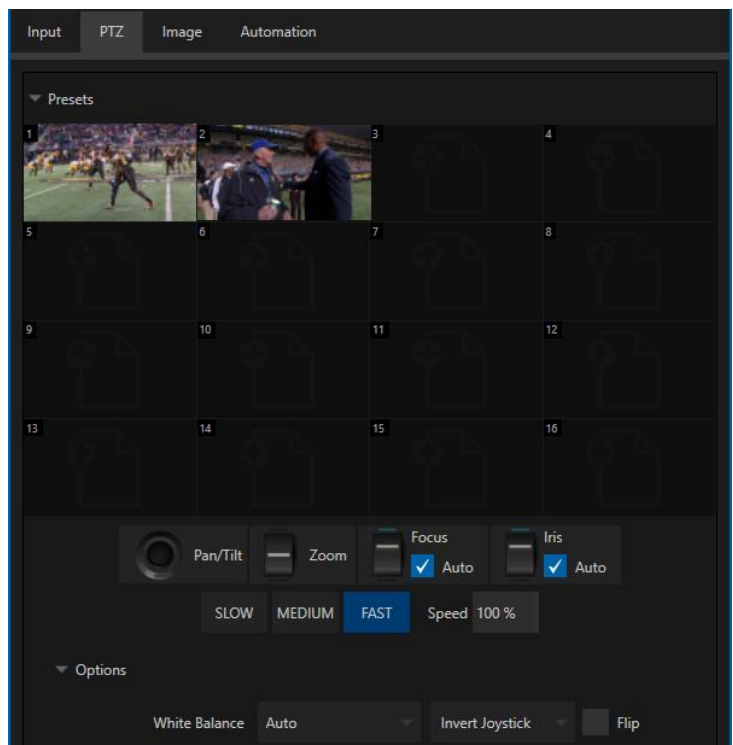 Input PTZ Image Automation
Presets
1 2 3 4
5 6 7 8
9 10 11 12
13 14 15 16
Pan/Tilt Zoom Focus Auto Iris Auto
SLOW MEDIUM FAST Speed 100 %
Options
White Balance Auto Invert Joystick Flip